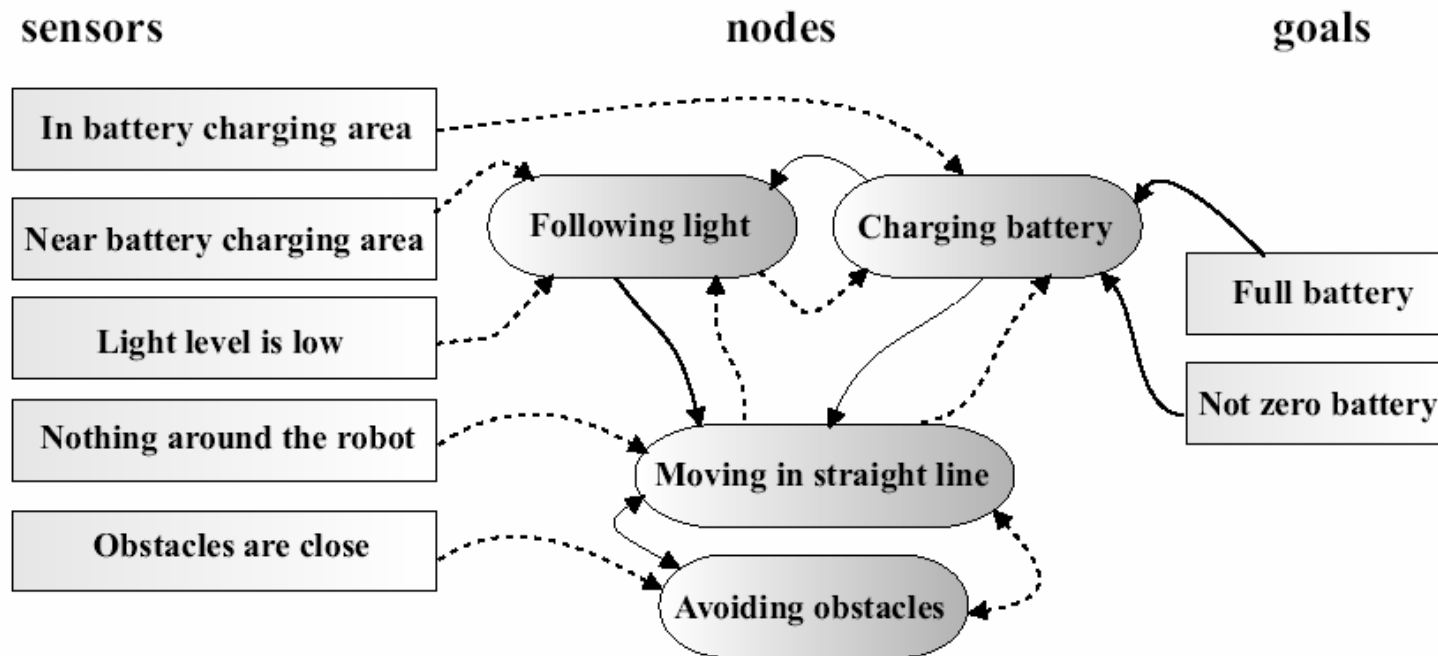 sensors
nodes
goals
In battery charging area
Near battery charging area
Following light
Charging battery
Full battery
Light level is low
Not zero battery
Nothing around the robot
Moving in straight line
Obstacles are close
Avoiding obstacles